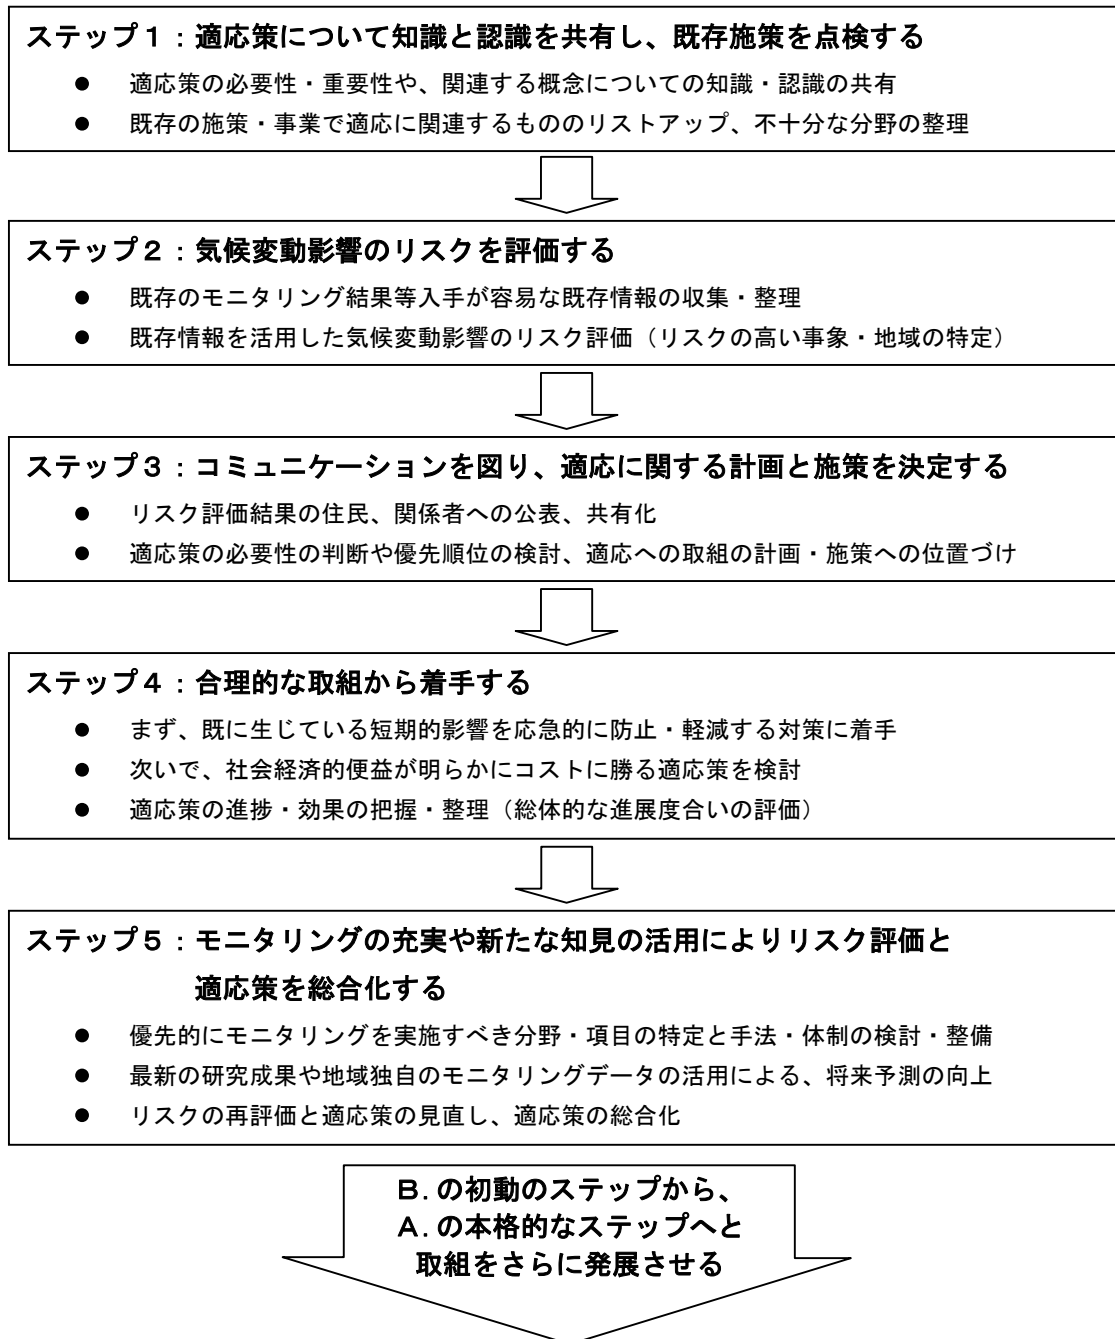 ステップ１：適応策について知識と認識を共有し、既存施策を点検する
● 適応策の必要性・重要性や、関連する概念についての知識・認識の共有
● 既存の施策・事業で適応に関連するもののリストアップ、不十分な分野の整理
ステップ２：気候変動影響のリスクを評価する
● 既存のモニタリング結果等入手が容易な既存情報の収集・整理
● 既存情報を活用した気候変動影響のリスク評価（リスクの高い事象・地域の特定）
ステップ３：コミュニケーションを図り、適応に関する計画と施策を決定する
● リスク評価結果の住民、関係者への公表、共有化
● 適応策の必要性の判断や優先順位の検討、適応への取組の計画・施策への位置づけ
ステップ４：合理的な取組から着手する
● まず、既に生じている短期的影響を応急的に防止・軽減する対策に着手
● 次いで、社会経済的便益が明らかにコストに勝る適応策を検討
● 適応策の進捗・効果の把握・整理（総体的な進展度合いの評価）
ステップ５：モニタリングの充実や新たな知見の活用によりリスク評価と
適応策を総合化する
● 優先的にモニタリングを実施すべき分野・項目の特定と手法・体制の検討・整備
● 最新の研究成果や地域独自のモニタリングデータの活用による、将来予測の向上
● リスクの再評価と適応策の見直し、適応策の総合化
Ｂ．の初動のステップから、
Ａ．の本格的なステップへと
取組をさらに発展させる